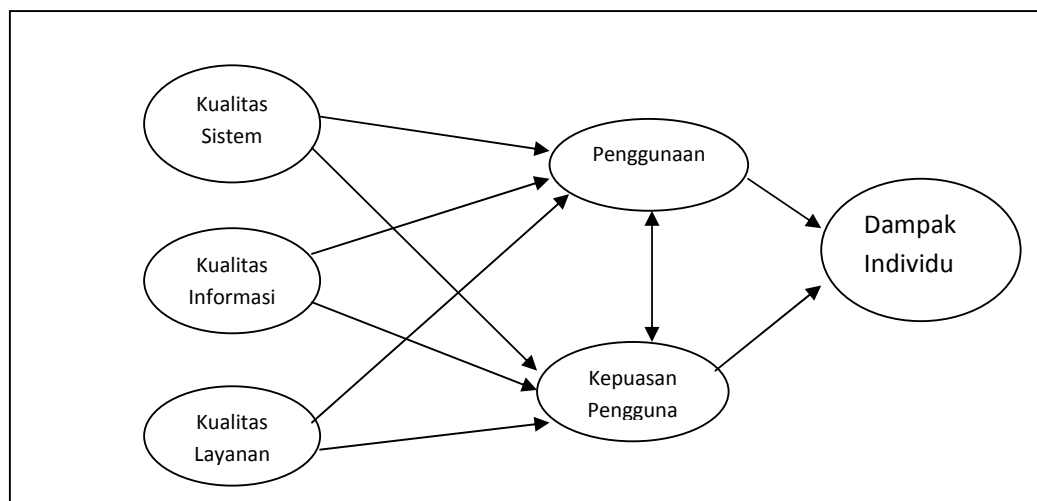 Kualitas
Sistem
Penggunaan
Dampak
Individu
Kualitas
Informasi
Kepuasan
Pengguna
Kualitas
Layanan